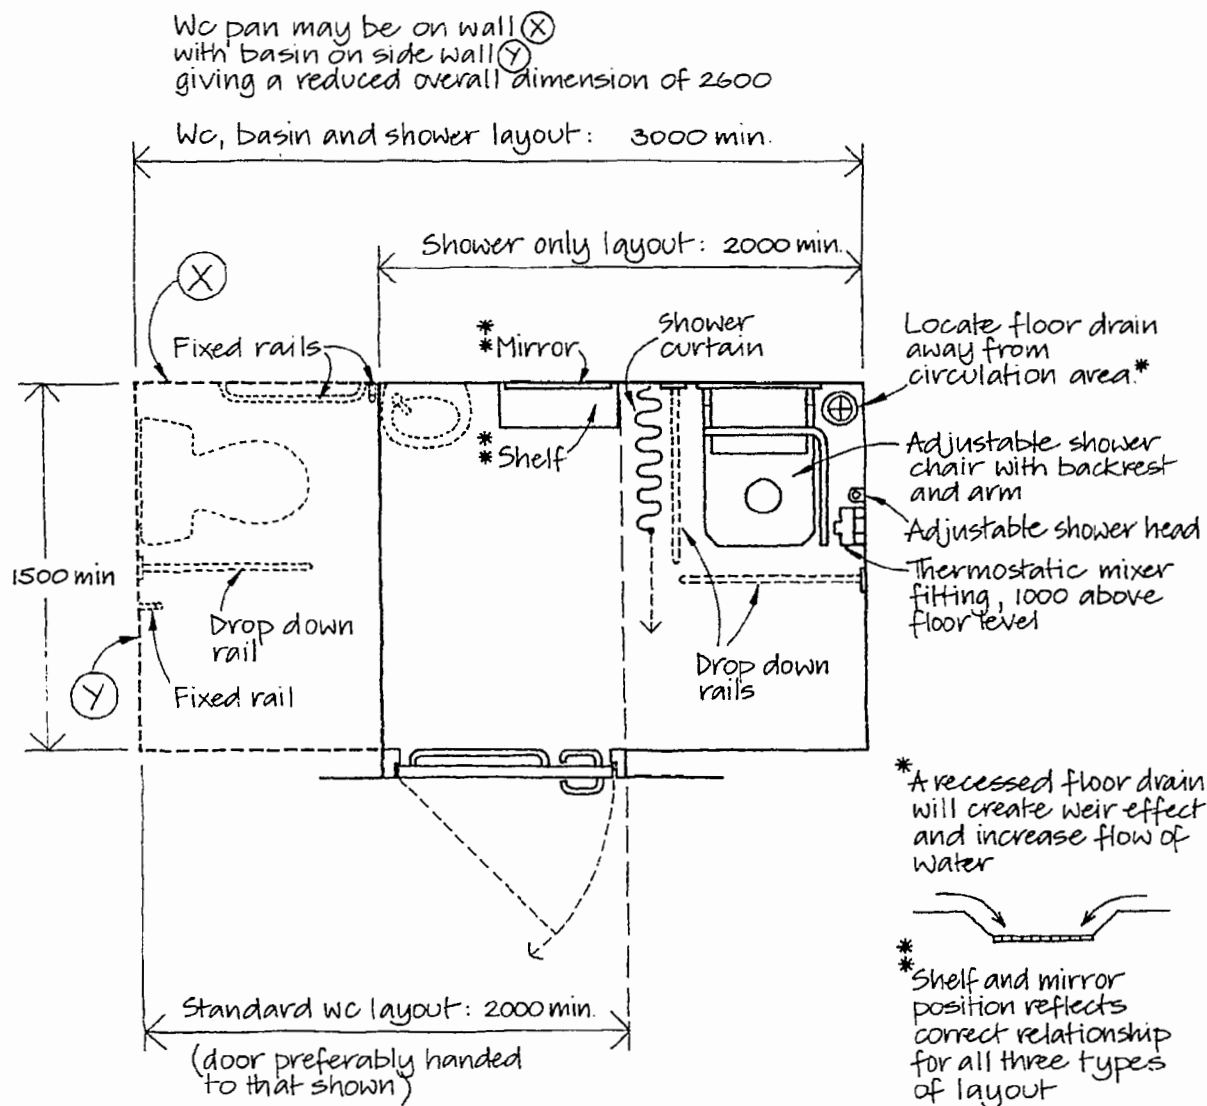 Wc pan may be on wall X
with basin on side wall Y
giving a reduced overall dimension of 2600
Wc, basin and shower layout: 3000 min.
Shower only layout: 2000 min.
X
Fixed rails
*
* Mirror
Shower
curtain
Locate floor drain
away from
circulation area.*
*
* Shelf
Adjustable shower
chair with backrest
and arm
Adjustable shower head
Thermostatic mixer
fitting, 1000 above
floor level
1500 min
Drop down
rail
Y
Fixed rail
Drop down
rails
*A recessed floor drain
will create weir effect
and increase flow of
water
*
*Shelf and mirror
position reflects
correct relationship
for all three types
of layout
Standard wc layout: 2000 min.
(door preferably handed
to that shown)